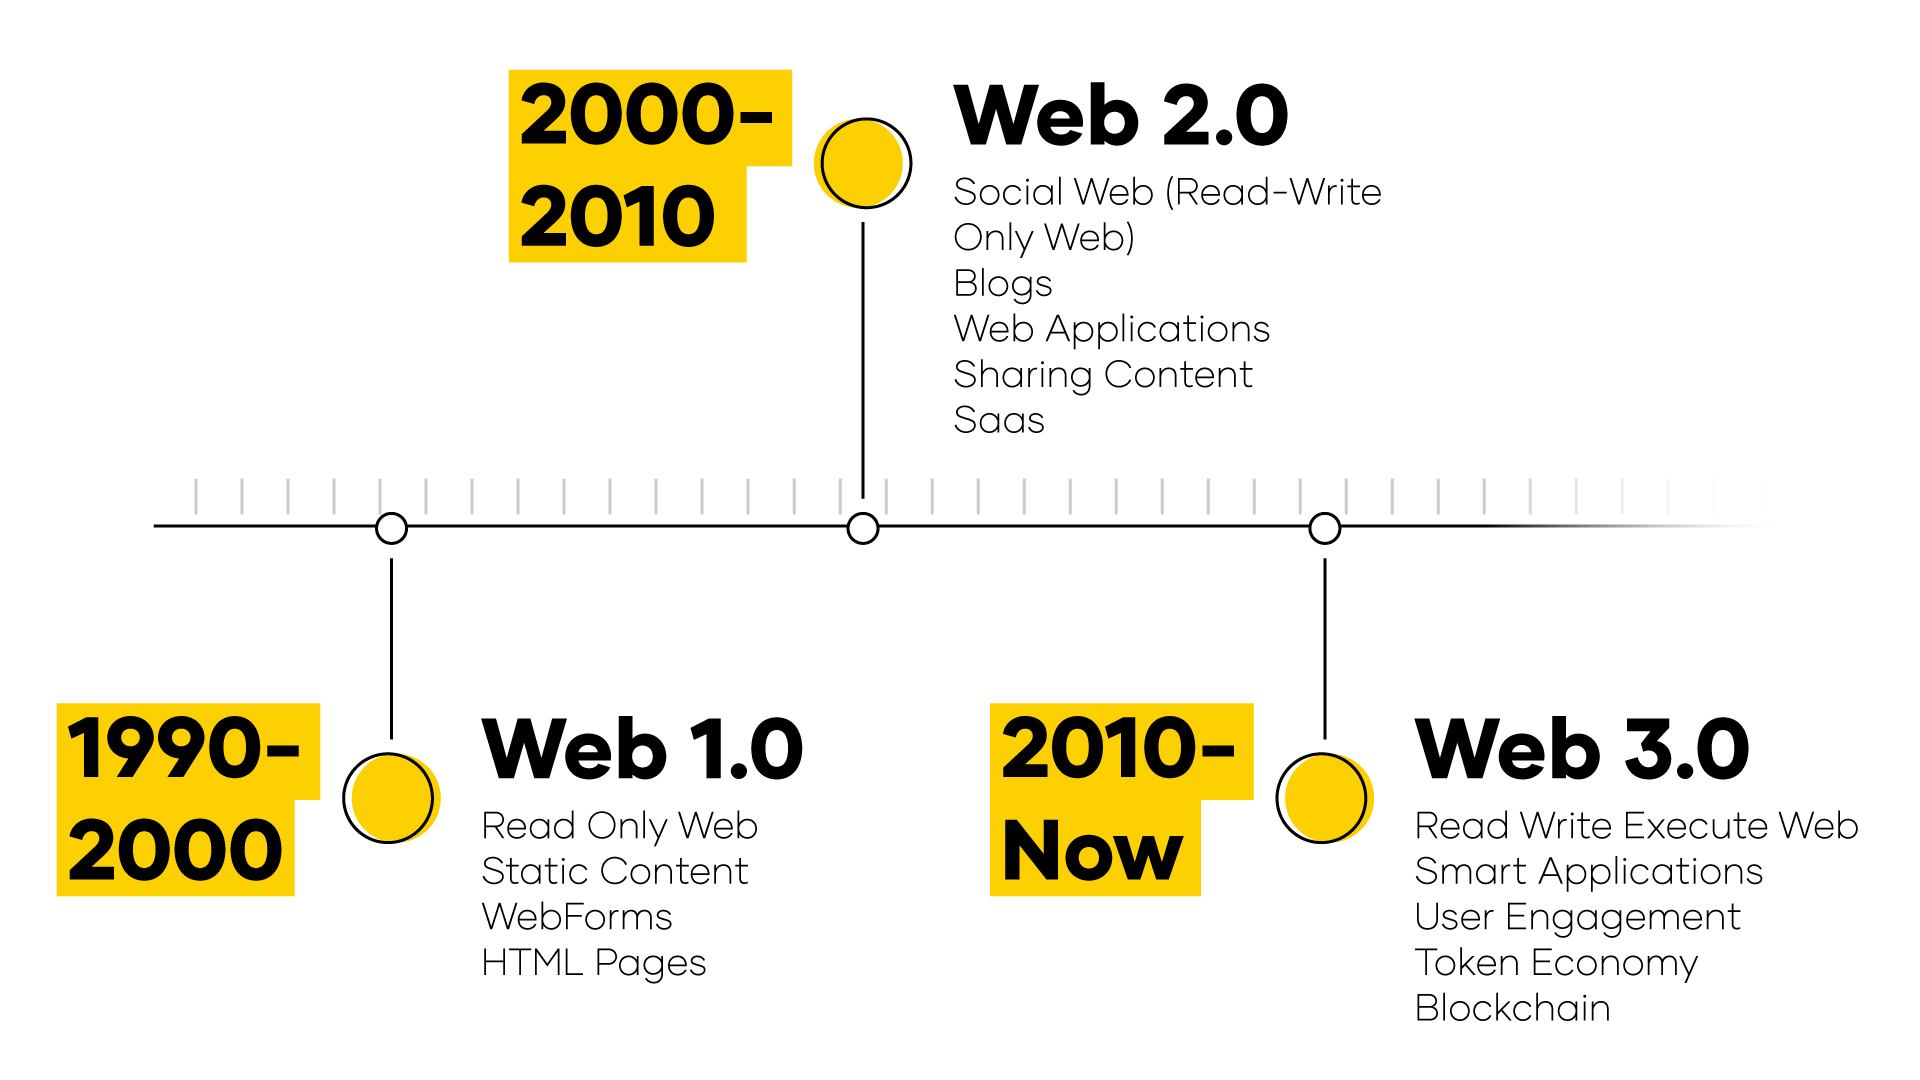 2000-
2010
Web 2.0
Social Web (Read-Write
Only Web)
Blogs
Web Applications
Sharing Content
Saas
1990-
2000
Web 1.0
Read Only Web
Static Content
WebForms
HTML Pages
2010-
Now
Web 3.0
Read Write Execute Web
Smart Applications
User Engagement
Token Economy
Blockchain